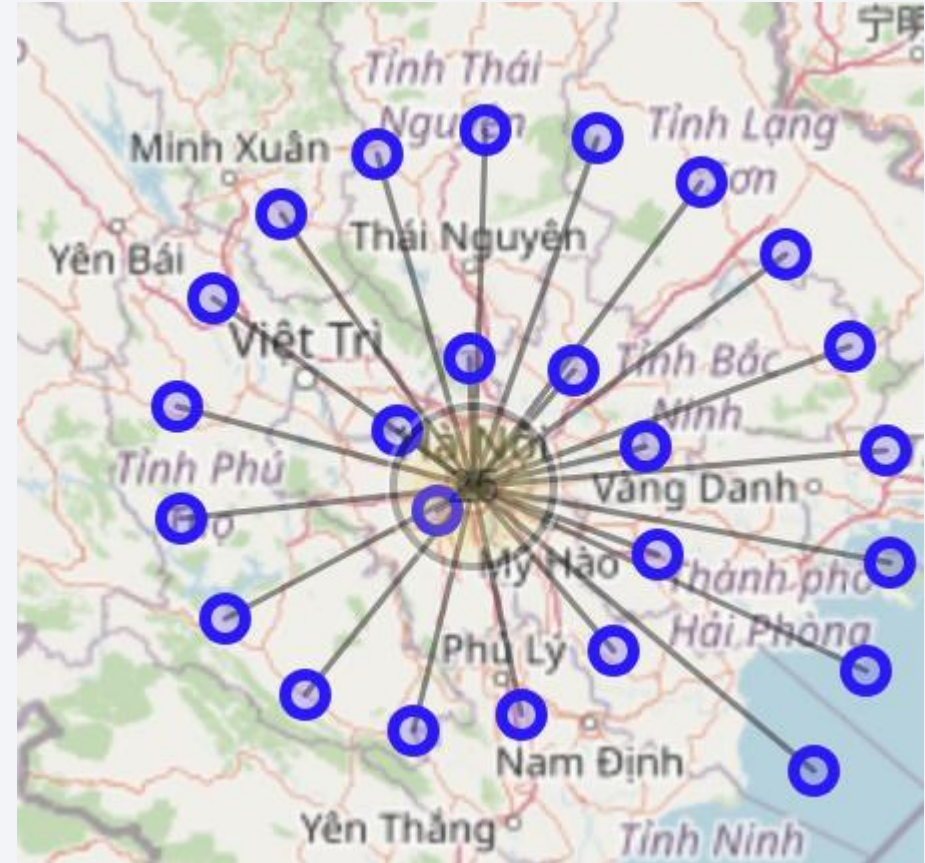 宁明
Tỉnh Thái
Nguyên
Tỉnh Lạng
Sơn
Minh Xuân
Thái Nguyên
Yên Bái
Việt Trì
Tỉnh Bắc
Ninh
Hà Nội
Tỉnh Phú
Thọ
Vàng Danh
Mỹ Hào
Thành phố
Hải Phòng
Phủ Lý
Nam Định
Yên Thắng
Tỉnh Ninh